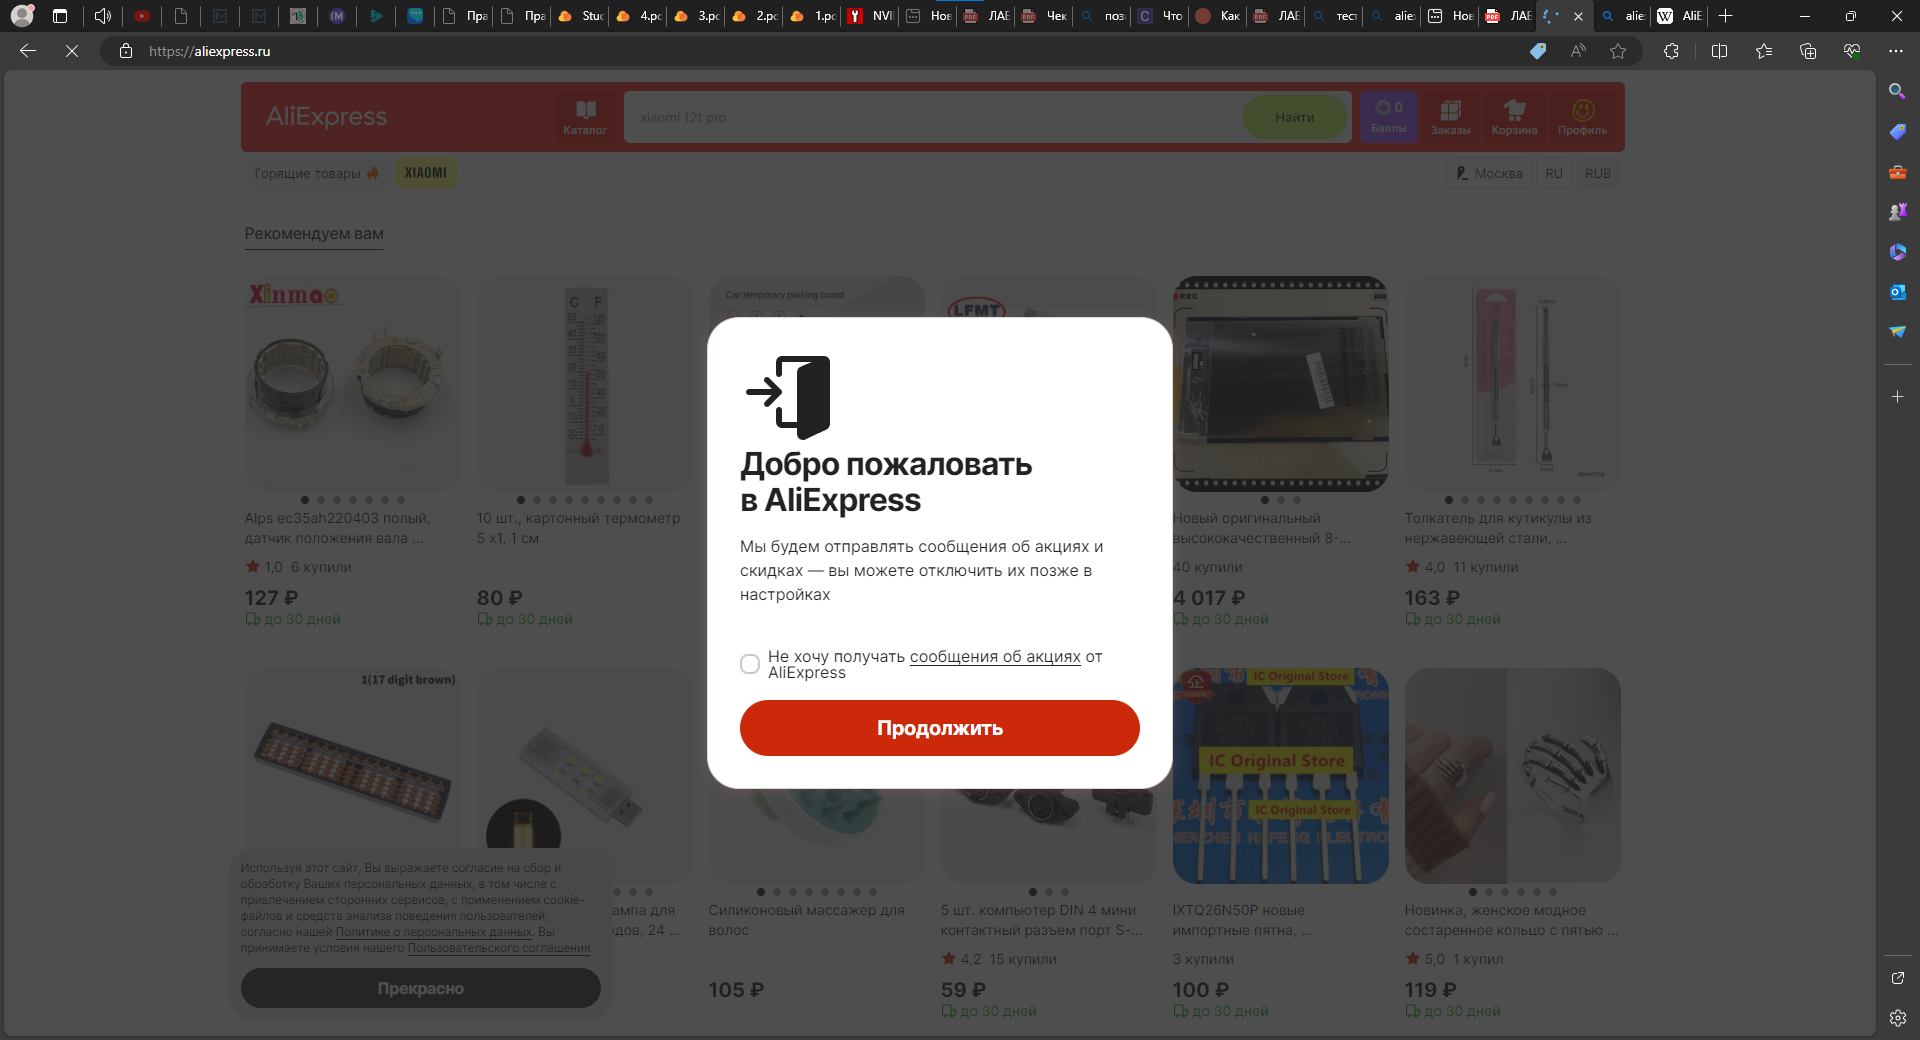 Пра
Пра
Stuc
4.pc
3.pc
2.pc
1.pc
NVI
Нов
ЛАБ
Чек
поз
Что
Как
ЛАБ
тест
alie
Нов
ЛАБ
alie
AliE
https://aliexpress.ru
AliExpress
Каталог
xiaomi 12t pro
Найти
0
Баллы
Заказы
Корзина
Профиль
Горящие товары
XIAOMI
Москва
RU
RUB
Рекомендуем вам
Xinmao
C F
Car temporary parking board
LFMT
REC
Добро пожаловать
в AliExpress
Мы будем отправлять сообщения об акциях и
скидках — вы можете отключить их позже в
настройках
Не хочу получать сообщения об акциях от
AliExpress
Продолжить
Alps ec35ah220403 полый,
датчик положения вала ...
1,0 6 купили
127 ₽
до 30 дней
10 шт., картонный термометр
5 x1, 1 см
80 ₽
до 30 дней
Новый оригинальный
высококачественный 8-...
40 купили
4 017 ₽
до 30 дней
Толкатель для кутикулы из
нержавеющей стали, ...
4,0 11 купили
163 ₽
до 30 дней
1(17 digit brown)
IC Original Store
IC Original Store
IC Original Store
Используя этот сайт, Вы выражаете согласие на сбор и
обработку Ваших персональных данных, в том числе с
привлечением сторонних сервисов, с применением cookie-
файлов и средств анализа поведения пользователей,
согласно нашей Политике о персональных данных. Вы
принимаете условия нашего Пользовательского соглашения.
Прекрасно
ампа для
дов, 24 ...
Силиконовый массажер для
волос
105 ₽
5 шт. компьютер DIN 4 мини
контактный разъем порт S-...
4,2 15 купили
59 ₽
до 30 дней
IXTQ26N50P новые
импортные пятна, ...
3 купили
100 ₽
до 30 дней
Новинка, женское модное
состаренное кольцо с пятью ...
5,0 1 купил
119 ₽
до 30 дней